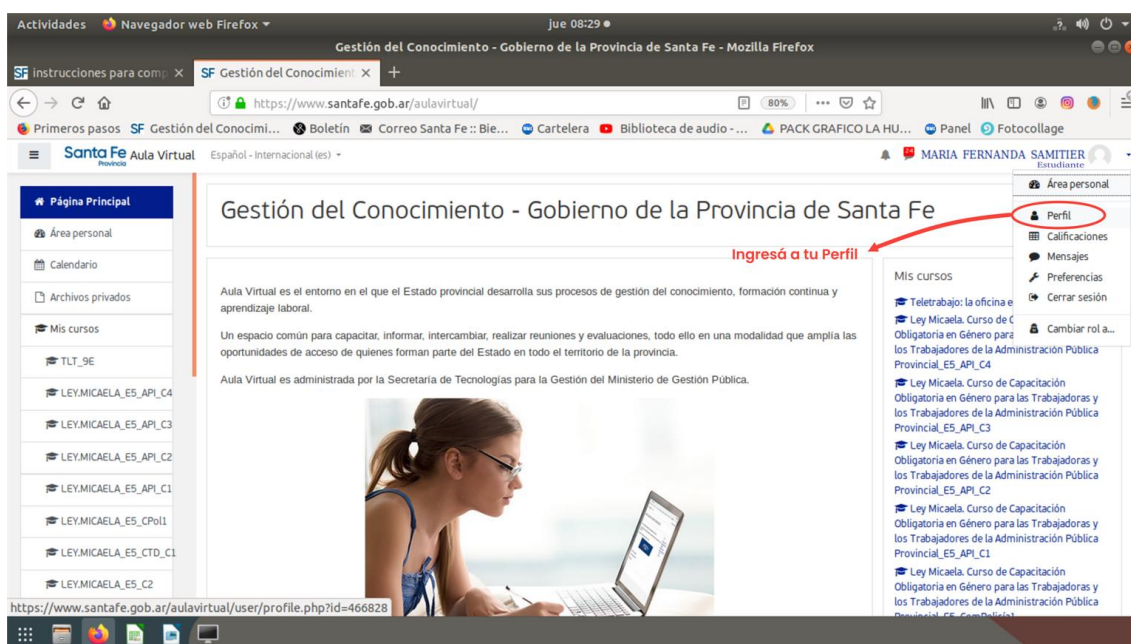 Actividades Navegador web Firefox jue 08:29
Gestión del Conocimiento - Gobierno de la Provincia de Santa Fe - Mozilla Firefox
SF instrucciones para comp SF Gestión del Conocimient
https://www.santafe.gob.ar/aulavirtual/ 80%
Primeros pasos SF Gestión del Conocimi... Boletín Correo Santa Fe :: Bie... Cartelera Biblioteca de audio - ... PACK GRAFICO LA HU... Panel Fotocollage
Santa Fe Provincia Aula Virtual Español - Internacional (es) 24 MARIA FERNANDA SAMITIER
Estudiante
Área personal
Perfil
Calificaciones
Mensajes
Preferencias
Cerrar sesión
Cambiar rol a...
Página Principal
Área personal
Calendario
Archivos privados
Mis cursos
TLT_9E
LEY.MICAELA_E5_API_C4
LEY.MICAELA_E5_API_C3
LEY.MICAELA_E5_API_C2
LEY.MICAELA_E5_API_C1
LEY.MICAELA_E5_CPol1
LEY.MICAELA_E5_CTD_C1
LEY.MICAELA_E5_C2
Gestión del Conocimiento - Gobierno de la Provincia de Santa Fe
Ingresá a tu Perfil
Aula Virtual es el entorno en el que el Estado provincial desarrolla sus procesos de gestión del conocimiento, formación continua y
aprendizaje laboral.
Un espacio común para capacitar, informar, intercambiar, realizar reuniones y evaluaciones, todo ello en una modalidad que amplía las
oportunidades de acceso de quienes forman parte del Estado en todo el territorio de la provincia.
Aula Virtual es administrada por la Secretaría de Tecnologías para la Gestión del Ministerio de Gestión Pública.
Mis cursos
Teletrabajo: la oficina e
Ley Micaela. Curso de C
Obligatoria en Género para
los Trabajadores de la Administración Pública
Provincial_E5_API_C4
Ley Micaela. Curso de Capacitación
Obligatoria en Género para las Trabajadoras y
los Trabajadores de la Administración Pública
Provincial_E5_API_C3
Ley Micaela. Curso de Capacitación
Obligatoria en Género para las Trabajadoras y
los Trabajadores de la Administración Pública
Provincial_E5_API_C2
Ley Micaela. Curso de Capacitación
Obligatoria en Género para las Trabajadoras y
los Trabajadores de la Administración Pública
Provincial_E5_API_C1
Ley Micaela. Curso de Capacitación
Obligatoria en Género para las Trabajadoras y
los Trabajadores de la Administración Pública
https://www.santafe.gob.ar/aulavirtual/user/profile.php?id=466828